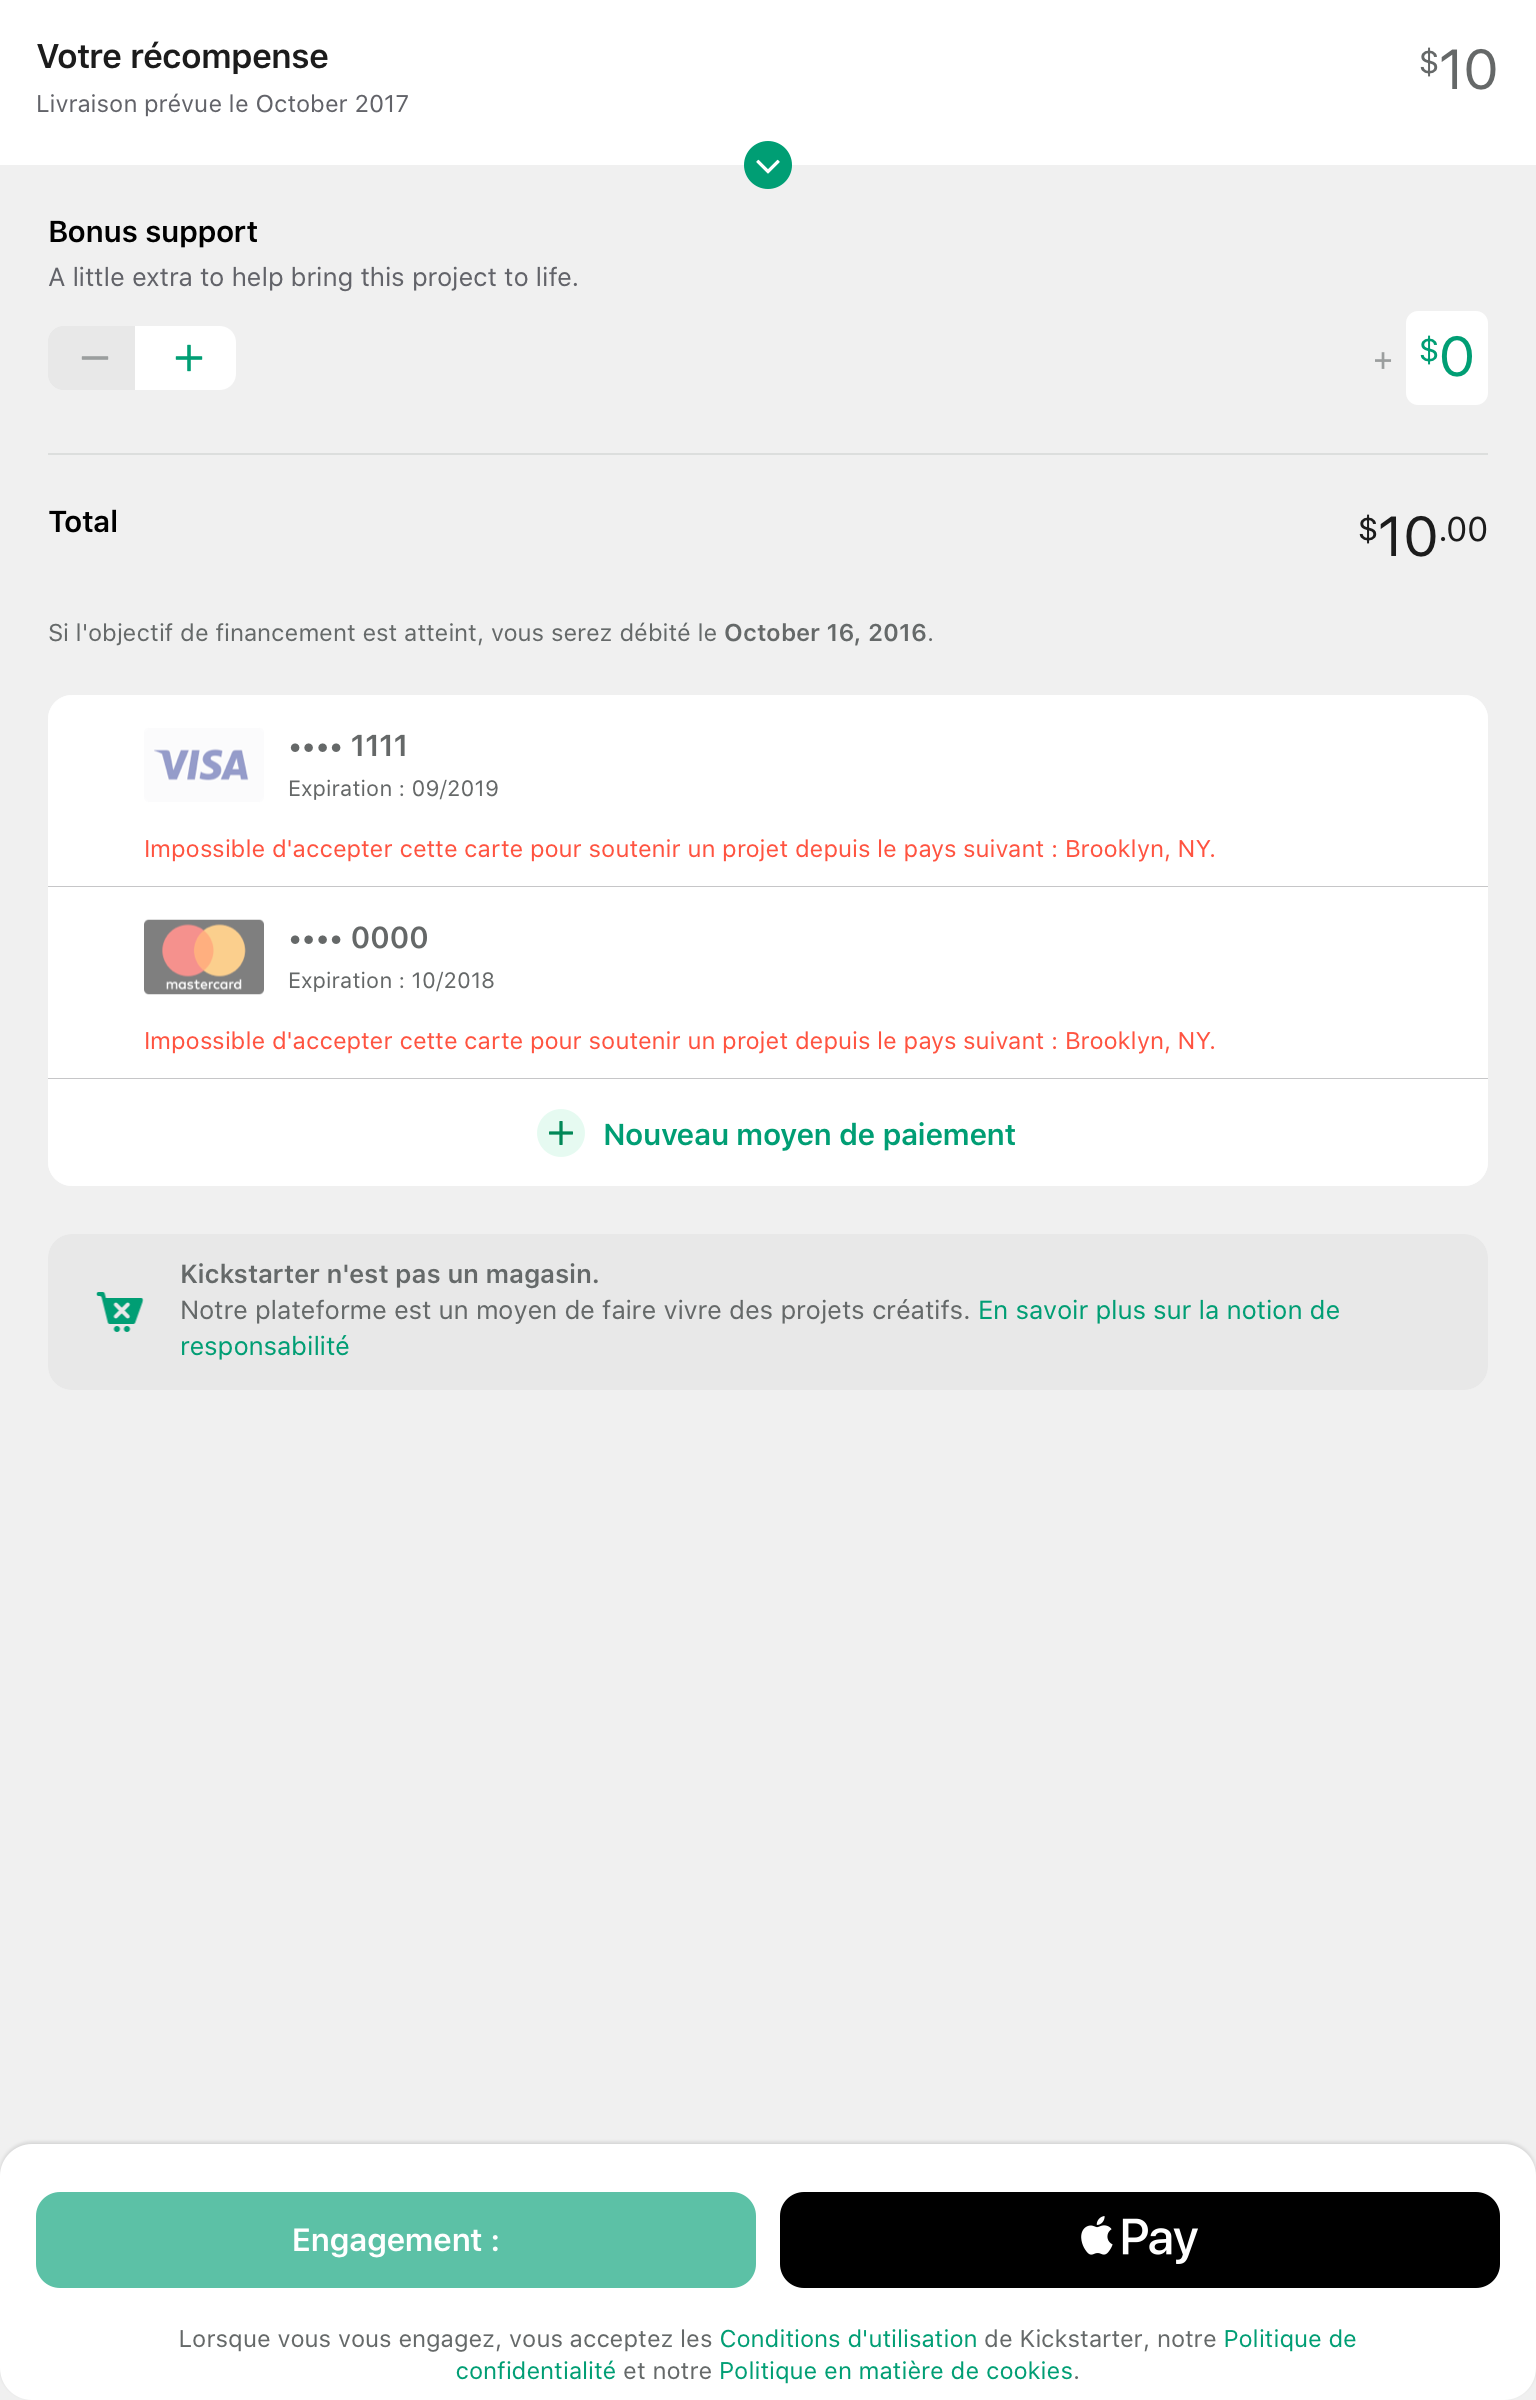 Votre récompense
$10
Livraison prévue le October 2017
Bonus support
A little extra to help bring this project to life.
+ $0
Total
$10.00
Si l'objectif de financement est atteint, vous serez débité le October 16, 2016.
VISA
•••• 1111
Expiration : 09/2019
Impossible d'accepter cette carte pour soutenir un projet depuis le pays suivant : Brooklyn, NY.
mastercard
•••• 0000
Expiration : 10/2018
Impossible d'accepter cette carte pour soutenir un projet depuis le pays suivant : Brooklyn, NY.
Nouveau moyen de paiement
Kickstarter n'est pas un magasin.
Notre plateforme est un moyen de faire vivre des projets créatifs. En savoir plus sur la notion de
responsabilité
Engagement :
Pay
Lorsque vous vous engagez, vous acceptez les Conditions d'utilisation de Kickstarter, notre Politique de
confidentialité et notre Politique en matière de cookies.